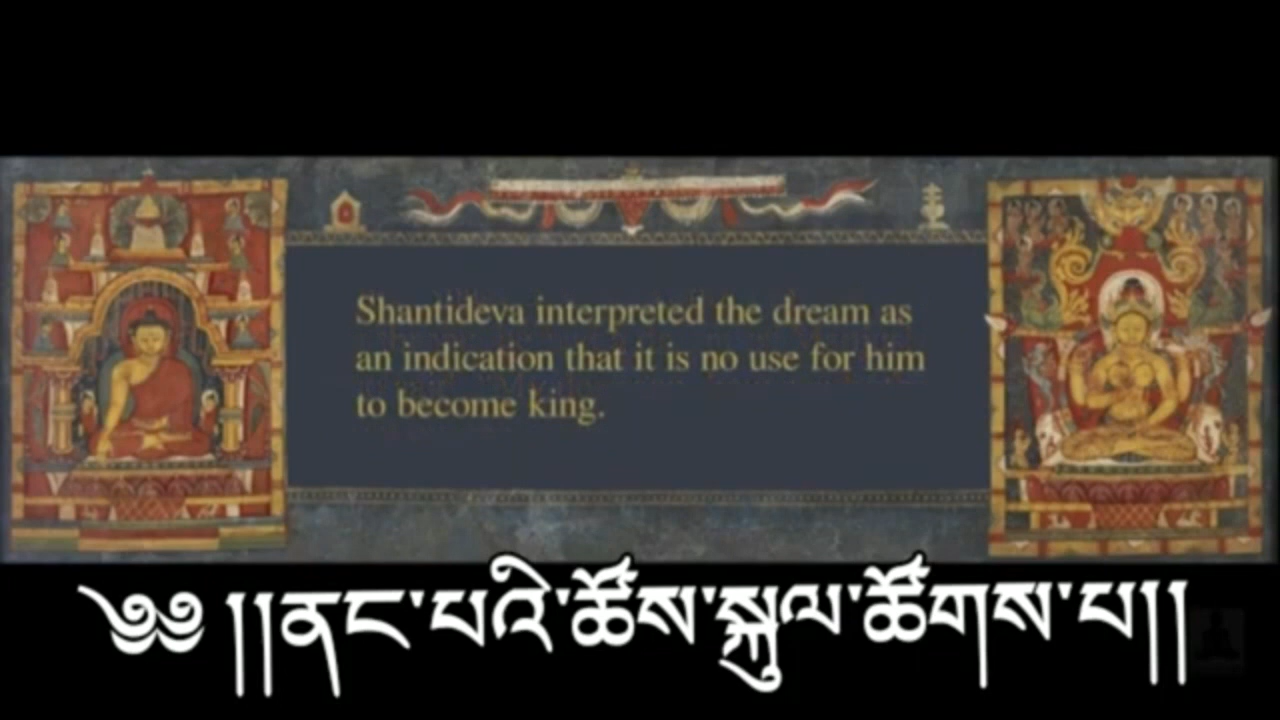 Shantideva interpreted the dream as
an indication that it is no use for him
to become king.
༄༅།།ནང་པའི་ཆོས་སྐུལ་ཚོགས་པ།།